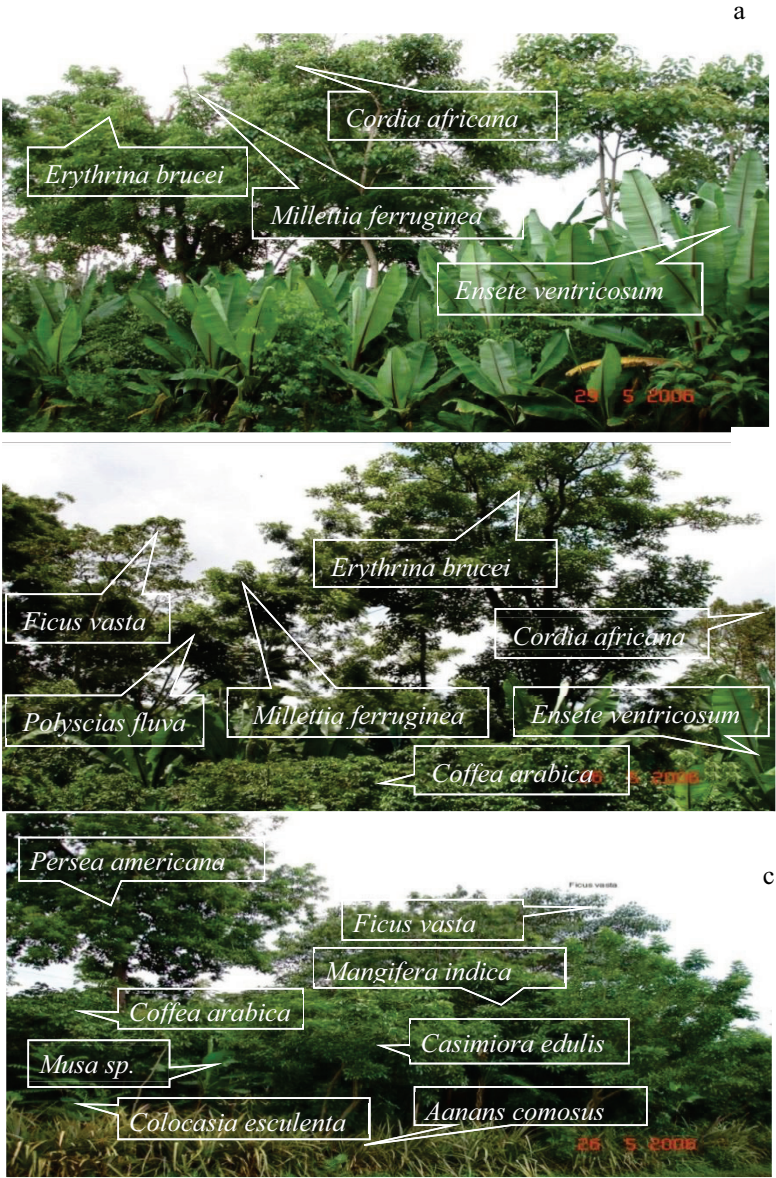 a
Cordia africana
Erythrina brucei
Millettia ferruginea
Ensete ventricosum
29 5 2006
Erythrina brucei
Ficus vasta
Cordia africana
Polyscias fluva
Millettia ferruginea
Ensete ventricosum
Coffea arabica
5 2006
Persea americana
c
Ficus vasta
Ficus vasta
Mangifera indica
Coffea arabica
Casimiora edulis
Musa sp.
Aanans comosus
Colocasia esculenta
26 5 2006